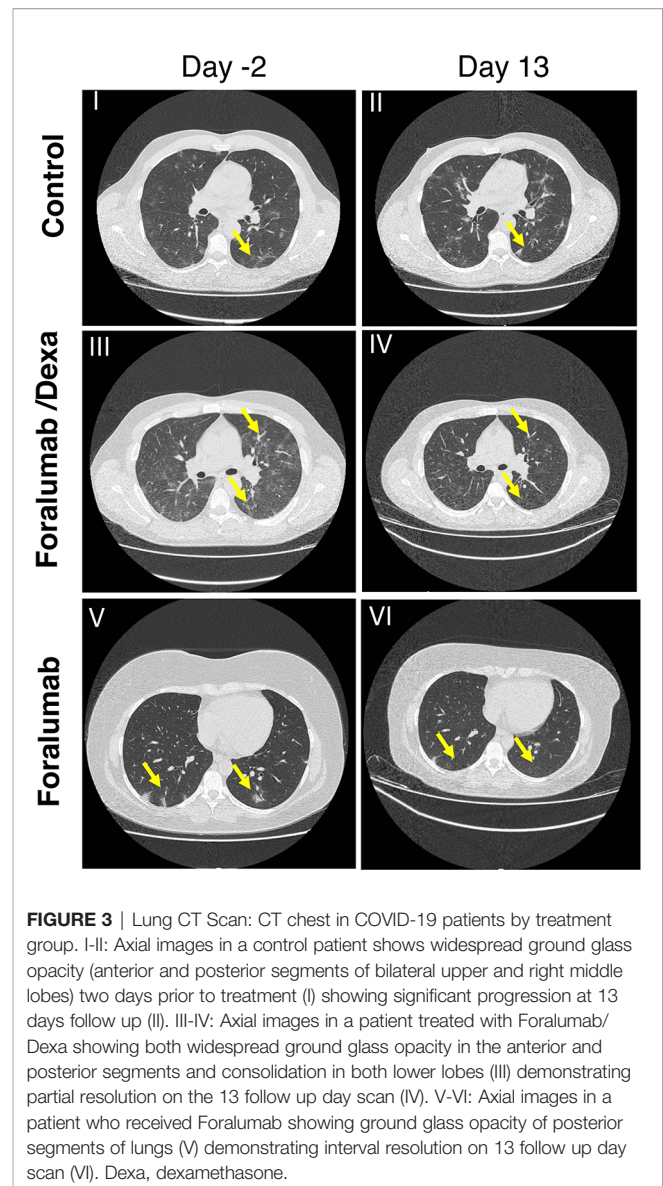 Day -2
Day 13
Control
I
II
Foralumab /Dexa
III
IV
Foralumab
V
VI
FIGURE 3 | Lung CT Scan: CT chest in COVID-19 patients by treatment
group. I-II: Axial images in a control patient shows widespread ground glass
opacity (anterior and posterior segments of bilateral upper and right middle
lobes) two days prior to treatment (I) showing significant progression at 13
days follow up (II). III-IV: Axial images in a patient treated with Foralumab/
Dexa showing both widespread ground glass opacity in the anterior and
posterior segments and consolidation in both lower lobes (III) demonstrating
partial resolution on the 13 follow up day scan (IV). V-VI: Axial images in a
patient who received Foralumab showing ground glass opacity of posterior
segments of lungs (V) demonstrating interval resolution on 13 follow up day
scan (VI). Dexa, dexamethasone.